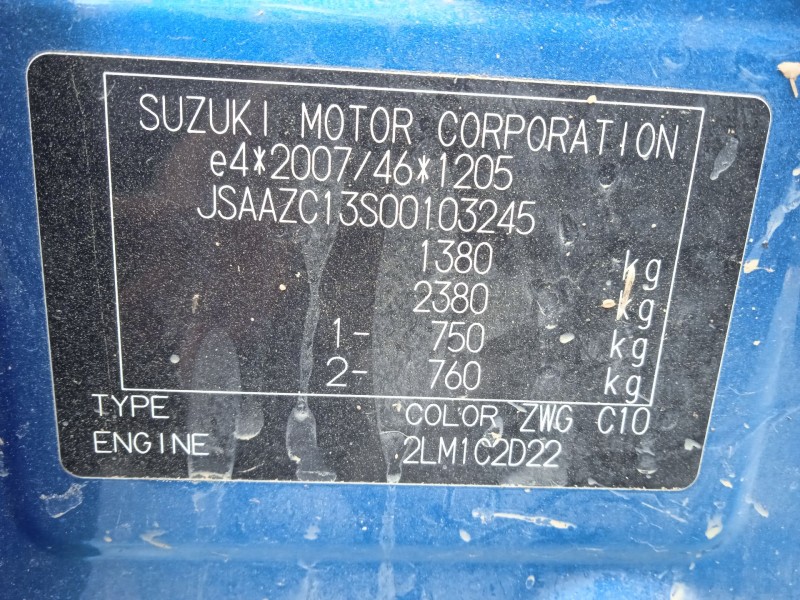 SUZUKI MOTOR CORPORATION
e4*2007/46*1205
JSAAZC13S00103245
1380 kg
2380 kg
1- 750 kg
2- 760 kg
TYPE COLOR ZWG C10
ENGINE 2LM1C2D22